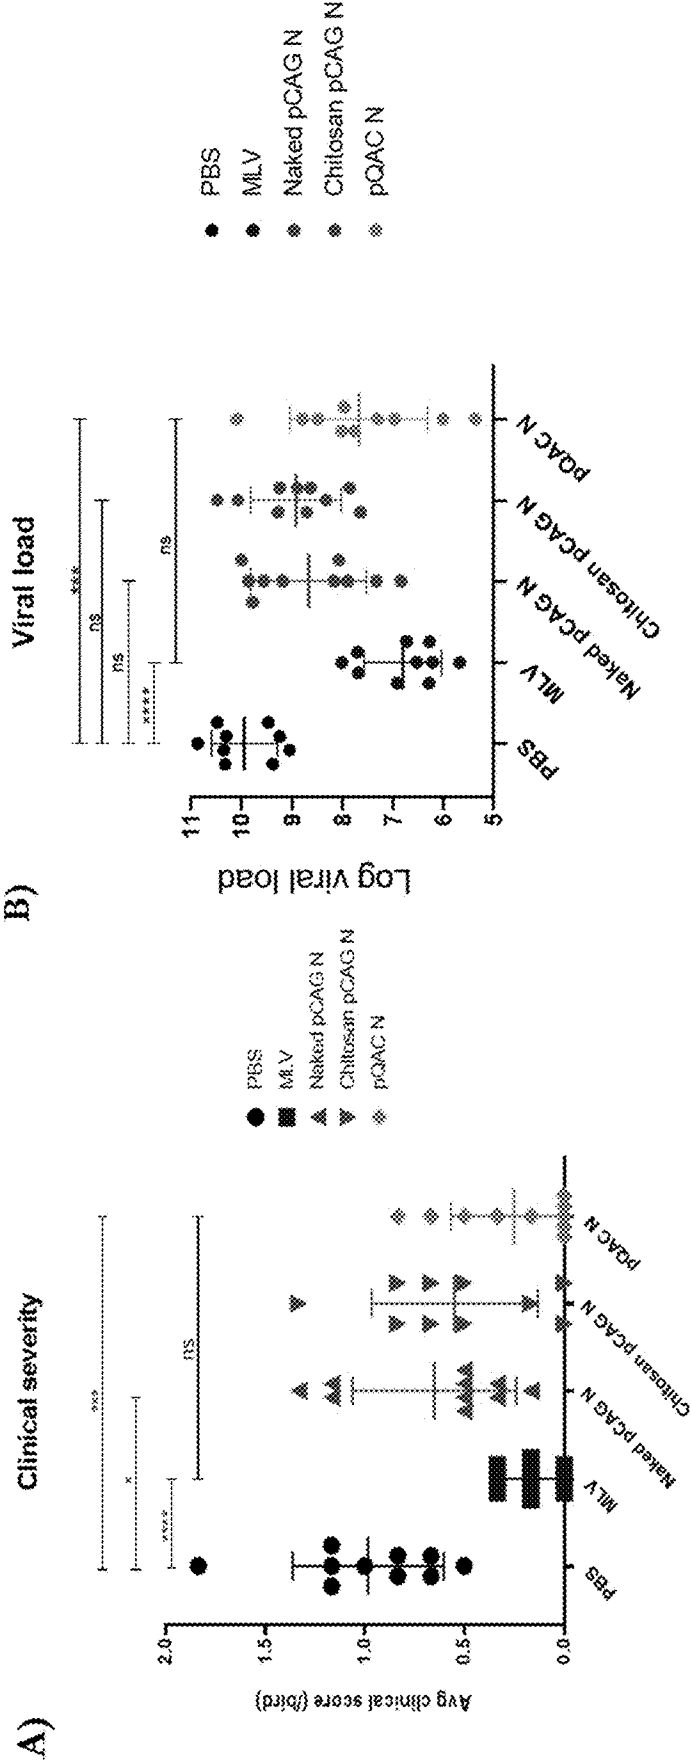 A)
Clinical severity
***
*
****
ns
Avg clinical score (/bird)
2.0
1.5
1.0
0.5
0.0
PBS
MLV
Naked pCAG N
Chitosan pCAG N
pQAC N
PBS
MLV
Naked pCAG N
Chitosan pCAG N
pQAC N
B)
Viral load
***
ns
ns
****
ns
Log viral load
11
10
9
8
7
6
5
PBS
MLV
Naked pCAG N
Chitosan pCAG N
pQAC N
PBS
MLV
Naked pCAG N
Chitosan pCAG N
pQAC N